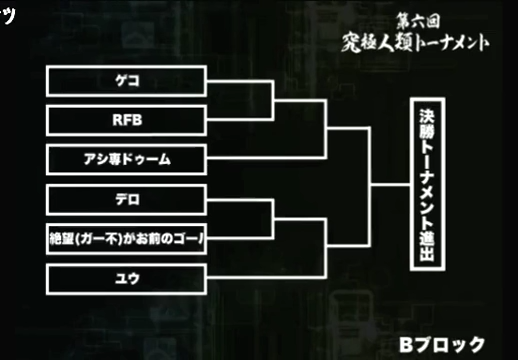 第六回
究極人類トーナメント
ゲコ
RFB
アシ専ドゥーム
デロ
絶望(ガー不)がお前のゴー
ユウ
決勝トーナメント進出
Bブロック